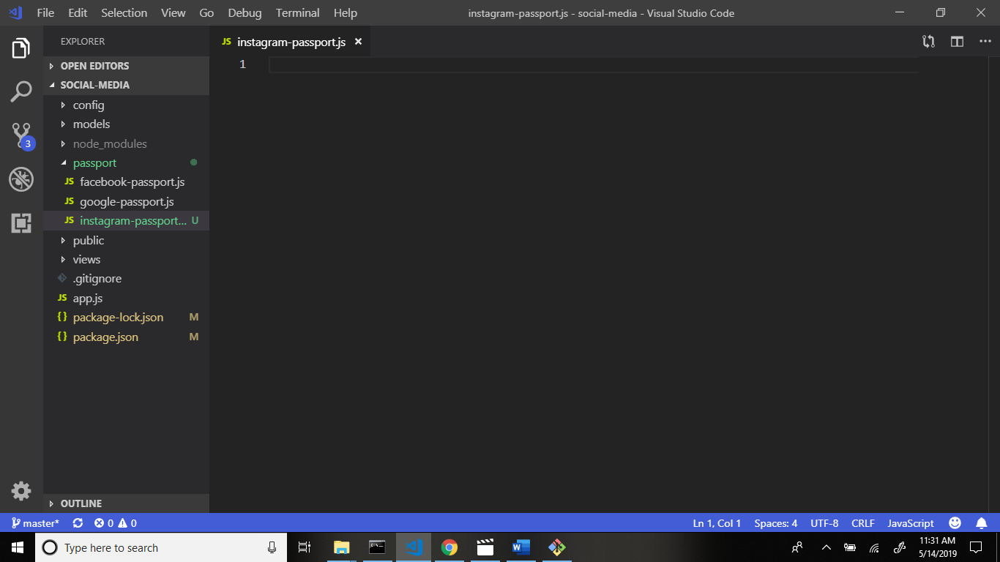 File Edit Selection View Go Debug Terminal Help
instagram-passport.js - social-media - Visual Studio Code
EXPLORER
OPEN EDITORS
SOCIAL-MEDIA
config
models
node_modules
passport
JS facebook-passport.js
JS google-passport.js
JS instagram-passport... U
public
views
.gitignore
JS app.js
{} package-lock.json M
{} package.json M
OUTLINE
3
JS instagram-passport.js
1
master*
0 0
Ln 1, Col 1 Spaces: 4 UTF-8 CRLF JavaScript
Type here to search
11:31 AM
5/14/2019